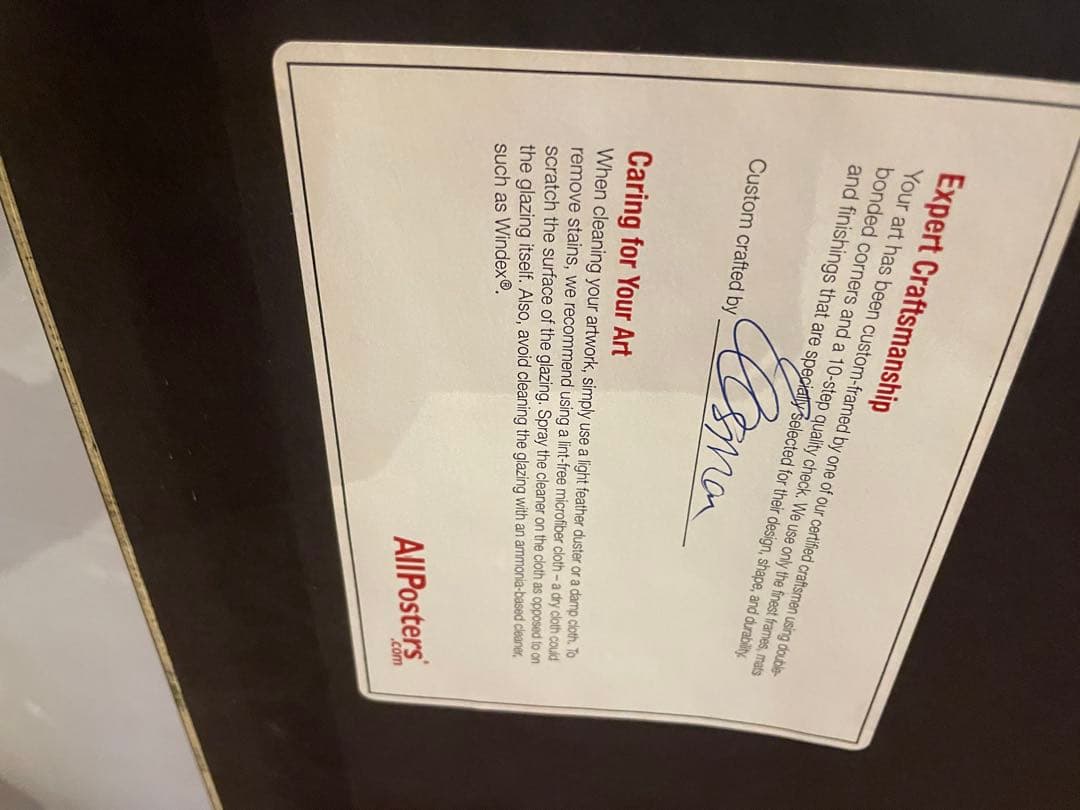 Expert Craftsmanship
Your art has been custom-framed by one of our certified craftsmen using double-
bonded corners and a 10-step quality check. We use only the finest frames, mats
and finishings that are specially selected for their design, shape, and durability.
Custom crafted by
Caring for Your Art
When cleaning your artwork, simply use a light feather duster or a damp cloth. To
remove stains, we recommend using a lint-free microfiber cloth – a dry cloth could
scratch the surface of the glazing. Spray the cleaner on the cloth as opposed to on
the glazing itself. Also, avoid cleaning the glazing with an ammonia-based cleaner,
such as Windex®.
AllPosters
.com